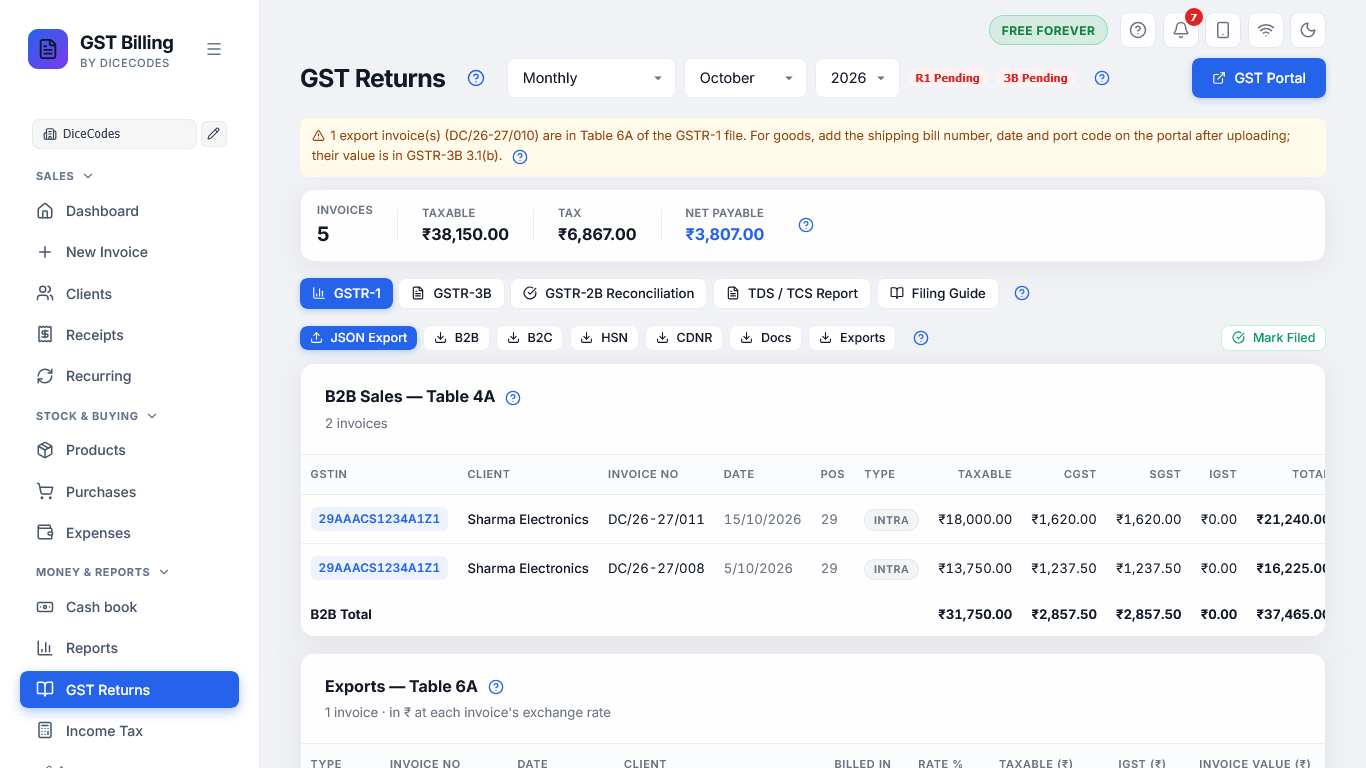 GST Billing
BY DICECODES
DiceCodes
SALES
Dashboard
New Invoice
Clients
Receipts
Recurring
STOCK & BUYING
Products
Purchases
Expenses
MONEY & REPORTS
Cash book
Reports
GST Returns
Income Tax
FREE FOREVER
7
GST Returns
Monthly
October
2026
R1 Pending
3B Pending
GST Portal
1 export invoice(s) (DC/26-27/010) are in Table 6A of the GSTR-1 file. For goods, add the shipping bill number, date and port code on the portal after uploading;
their value is in GSTR-3B 3.1(b).
INVOICES TAXABLE TAX NET PAYABLE
5 ₹38,150.00 ₹6,867.00 ₹3,807.00
GSTR-1 GSTR-3B GSTR-2B Reconciliation TDS / TCS Report Filing Guide
JSON Export B2B B2C HSN CDNR Docs Exports Mark Filed
B2B Sales — Table 4A
2 invoices
GSTIN CLIENT INVOICE NO DATE POS TYPE TAXABLE CGST SGST IGST TOTAL
29AAACS1234A1Z1 Sharma Electronics DC/26-27/011 15/10/2026 29 INTRA ₹18,000.00 ₹1,620.00 ₹1,620.00 ₹0.00 ₹21,240.00
29AAACS1234A1Z1 Sharma Electronics DC/26-27/008 5/10/2026 29 INTRA ₹13,750.00 ₹1,237.50 ₹1,237.50 ₹0.00 ₹16,225.00
B2B Total ₹31,750.00 ₹2,857.50 ₹2,857.50 ₹0.00 ₹37,465.00
Exports — Table 6A
1 invoice · in ₹ at each invoice's exchange rate
TYPE INVOICE NO DATE CLIENT BILLED IN RATE % TAXABLE (₹) IGST (₹) INVOICE VALUE (₹)